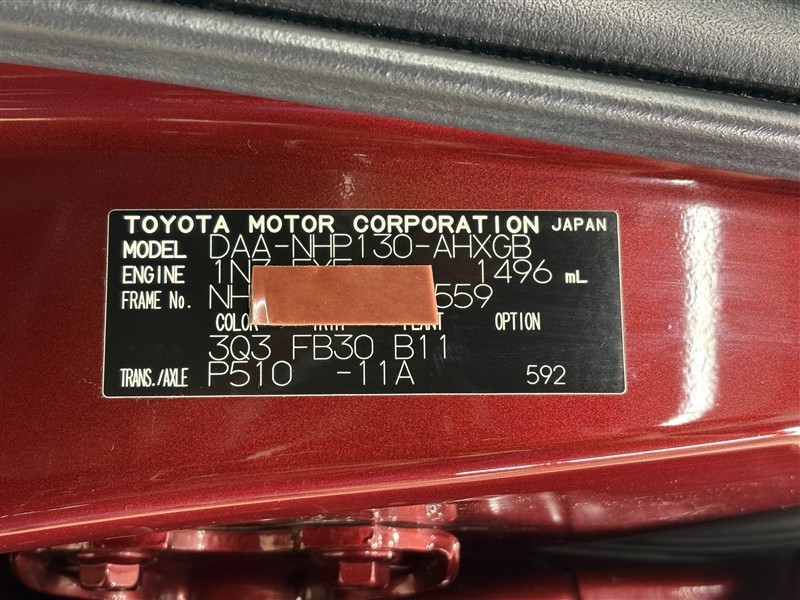 TOYOTA MOTOR CORPORATION JAPAN
MODEL DAA-NHP130-AHXGB
ENGINE 1496 mL
FRAME No.
COLOR OPTION
3Q3 FB30 B11
TRANS./AXLE P510 -11A 592